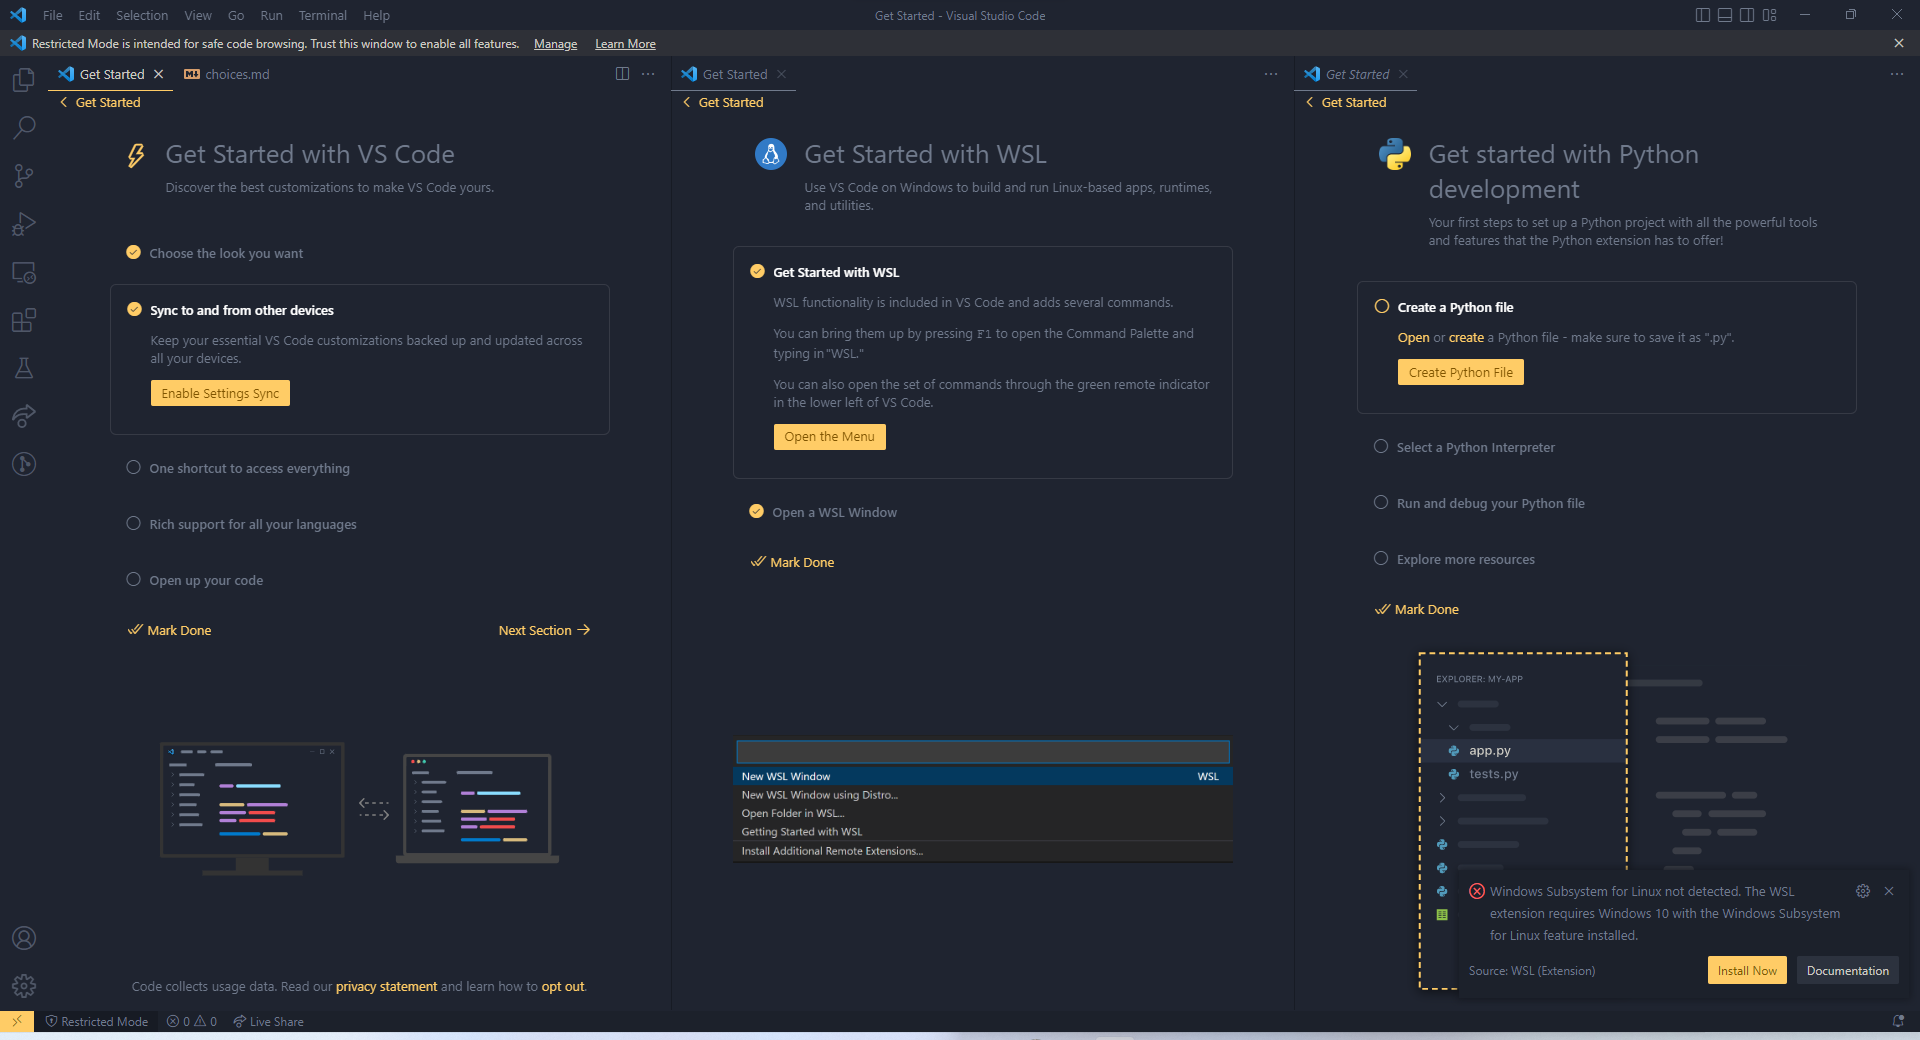 File Edit Selection View Go Run Terminal Help
Get Started - Visual Studio Code
Restricted Mode is intended for safe code browsing. Trust this window to enable all features. Manage Learn More
Get Started
choices.md
Get Started
Get Started with VS Code
Discover the best customizations to make VS Code yours.
Choose the look you want
Sync to and from other devices
Keep your essential VS Code customizations backed up and updated across
all your devices.
Enable Settings Sync
One shortcut to access everything
Rich support for all your languages
Open up your code
Mark Done
Next Section
Code collects usage data. Read our privacy statement and learn how to opt out.
Get Started
Get Started
Get Started with WSL
Use VS Code on Windows to build and run Linux-based apps, runtimes,
and utilities.
Get Started with WSL
WSL functionality is included in VS Code and adds several commands.
You can bring them up by pressing F1 to open the Command Palette and
typing in "WSL."
You can also open the set of commands through the green remote indicator
in the lower left of VS Code.
Open the Menu
Open a WSL Window
Mark Done
New WSL Window WSL
New WSL Window using Distro...
Open Folder in WSL...
Getting Started with WSL
Install Additional Remote Extensions...
Get Started
Get Started
Get started with Python
development
Your first steps to set up a Python project with all the powerful tools
and features that the Python extension has to offer!
Create a Python file
Open or create a Python file - make sure to save it as ".py".
Create Python File
Select a Python Interpreter
Run and debug your Python file
Explore more resources
Mark Done
EXPLORER: MY-APP
app.py
tests.py
Windows Subsystem for Linux not detected. The WSL
extension requires Windows 10 with the Windows Subsystem
for Linux feature installed.
Source: WSL (Extension)
Install Now
Documentation
Restricted Mode 0 0 Live Share